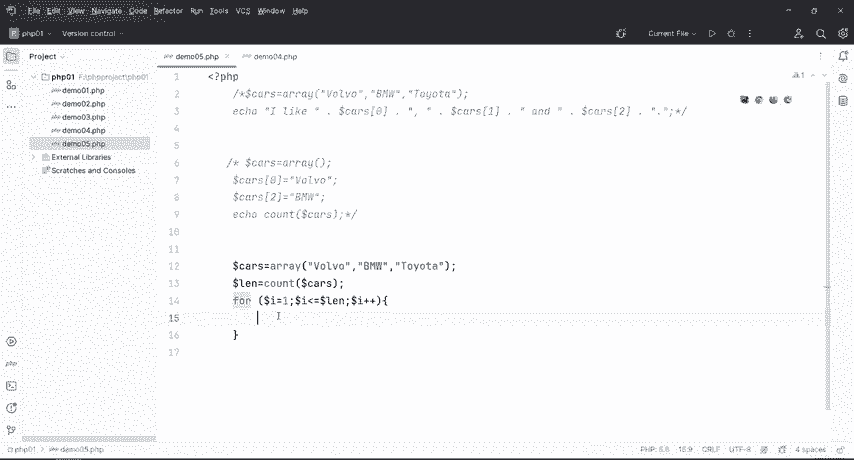 File Edit View Navigate Code Refactor Run Tools VCS Window Help
P php01 Version control Current File
Project demo05.php demo04.php
php01 F:\phpproject\php01
demo01.php
demo02.php
demo03.php
demo04.php
demo05.php
External Libraries
Scratches and Consoles
1 <?php
2 /*$cars=array("Volvo","BMW","Toyota");
3 echo "I like " . $cars[0] . ", " . $cars[1] . " and " . $cars[2] . ".";*/
4
5
6 /* $cars=array();
7 $cars[0]="Volvo";
8 $cars[2]="BMW";
9 echo count($cars);*/
10
11
12 $cars=array("Volvo","BMW","Toyota");
13 $len=count($cars);
14 for ($i=1;$i<=$len;$i++){
15
16 }
17
1
php01 > demo05.php PHP: 5.6 15:9 CRLF UTF-8 4 spaces